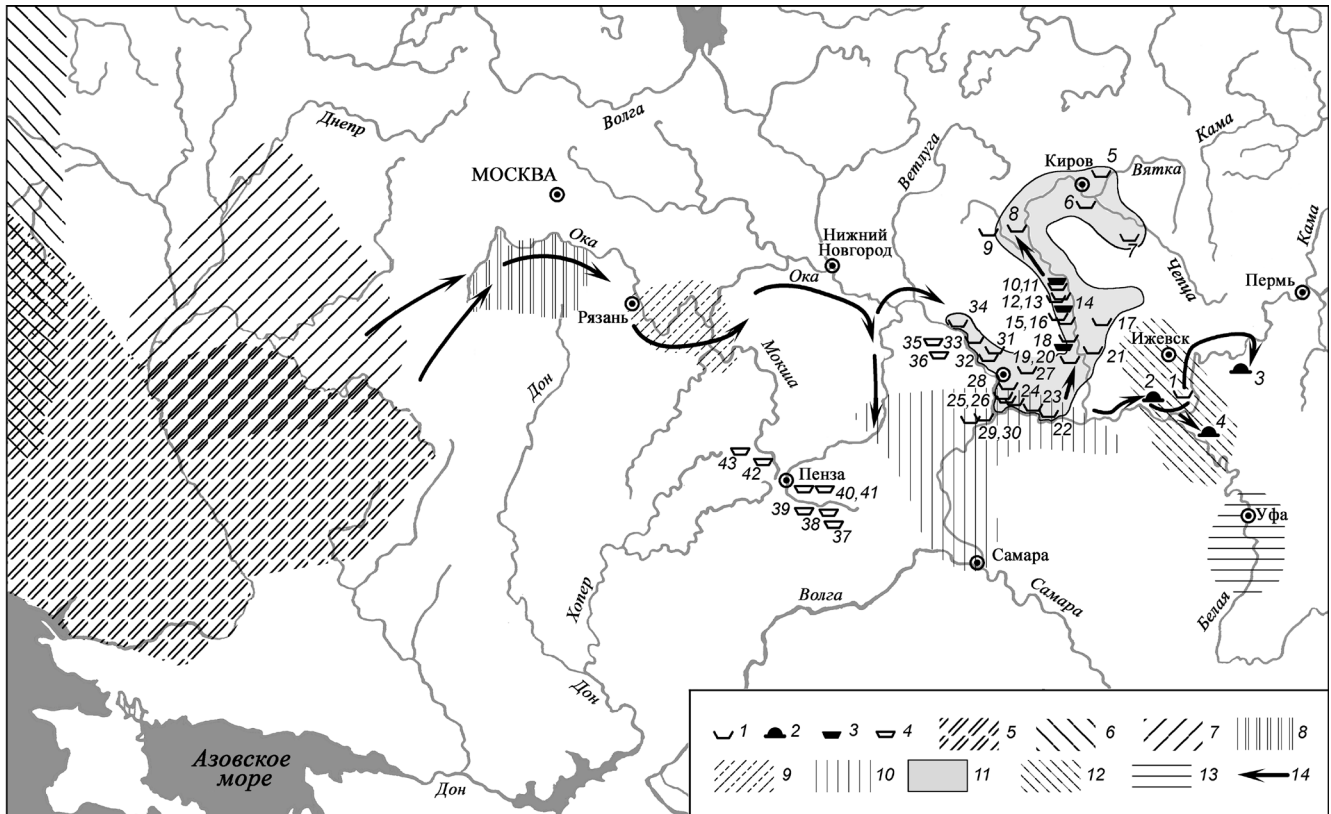 Днепр
Волга
МОСКВА
Ока
Рязань
Дон
Ветлуга
Нижний
Новгород
Ока
Мокша
Киров
5
Вятка
Кама
6
7
8
9
Чепца
Кама
Пермь
10,11
12, 13
14
15, 16
17
18
Ижевск
34
35
33
31
36
32
19, 20
27
21
28
24
25, 26
23
29, 30
22
2
1
3
4
43
42
Пенза
40, 41
39
38
37
Уфа
Самара
Хопер
Волга
Самара
Белая
Дон
Азовское
море
Дон
1
2
3
4
5
6
7
8
9
10
11
12
13
14